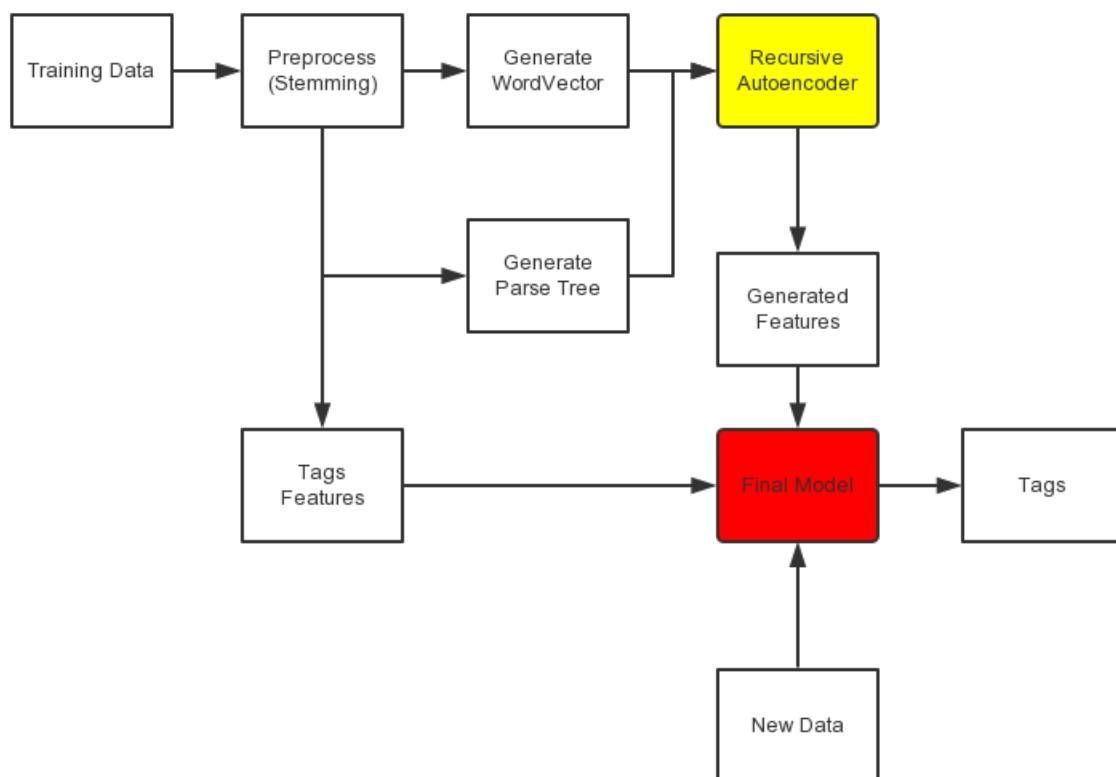 Training Data
Preprocess
(Stemming)
Generate
WordVector
Recursive
Autoencoder
Generate
Parse Tree
Generated
Features
Tags
Features
Final Model
Tags
New Data